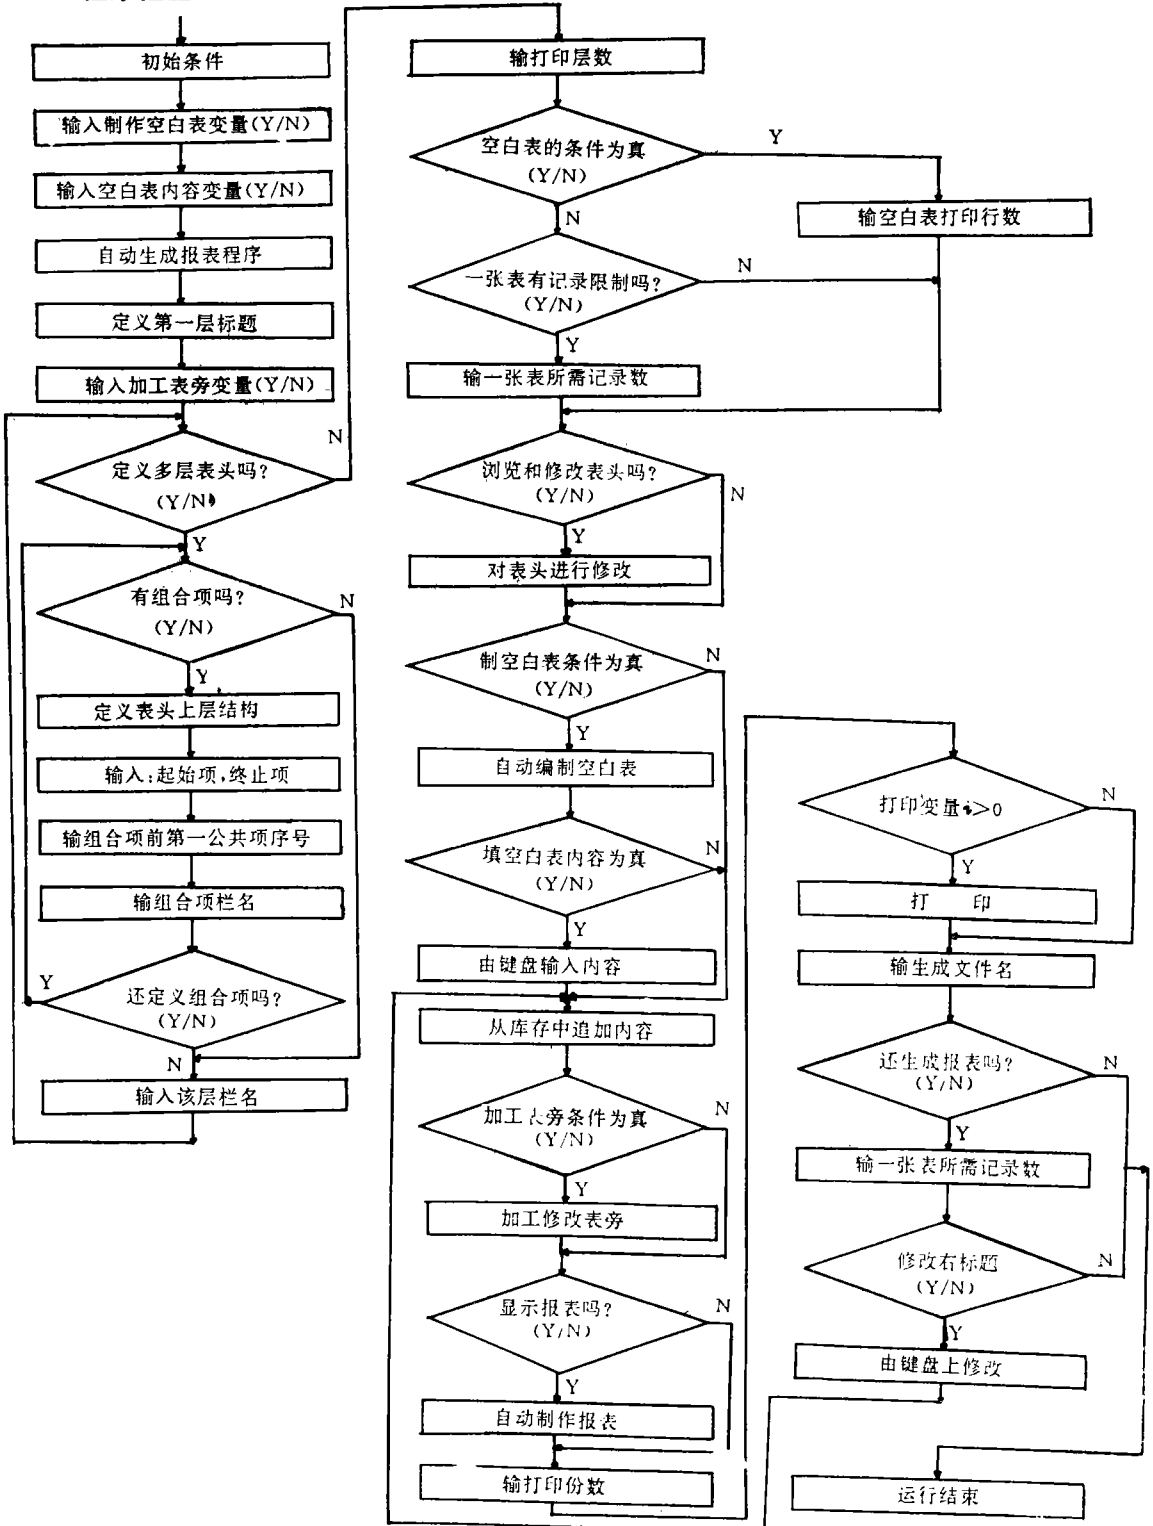 初始条件
输入制作空白表变量(Y/N)
输入空白表内容变量(Y/N)
自动生成报表程序
定义第一层标题
输入加工表旁变量(Y/N)
N
定义多层表头吗?
(Y/N)
Y
有组合项吗?
(Y/N)
N
Y
定义表头上层结构
输入:起始项,终止项
输组合项前第一公共项序号
输组合项栏名
Y
还定义组合项吗?
(Y/N)
N
输入该层栏名
输打印层数
空白表的条件为真
(Y/N)
Y
N
输空白表打印行数
一张表有记录限制吗?
(Y/N)
N
Y
输一张表所需记录数
浏览和修改表头吗?
(Y/N)
N
Y
对表头进行修改
制空白表条件为真
(Y/N)
N
Y
自动编制空白表
填空白表内容为真
(Y/N)
N
Y
由键盘输入内容
从库存中追加内容
加工表旁条件为真
(Y/N)
N
Y
加工修改表旁
显示报表吗?
(Y/N)
N
Y
自动制作报表
输打印份数
打印变量i>0
N
Y
打 印
输生成文件名
还生成报表吗?
(Y/N)
N
Y
输一张表所需记录数
修改右标题
(Y/N)
N
Y
由键盘上修改
运行结束